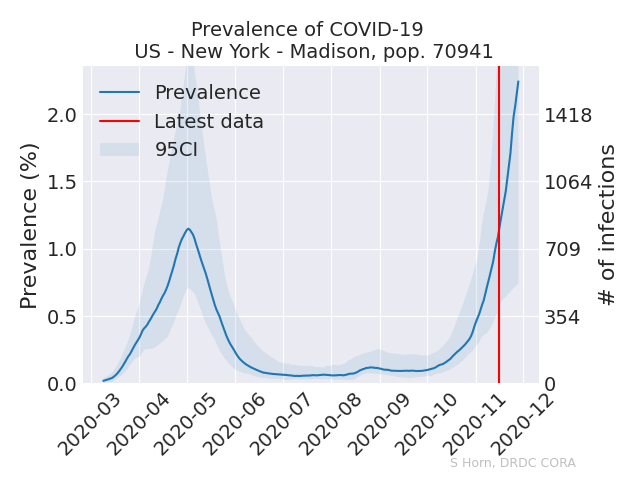 Prevalence of COVID-19
US - New York - Madison, pop. 70941
Prevalence
Latest data
95CI
Prevalence (%)
2.0
1.5
1.0
0.5
0.0
# of infections
1418
1064
709
354
0
2020-03
2020-04
2020-05
2020-06
2020-07
2020-08
2020-09
2020-10
2020-11
2020-12
S Horn, DRDC CORA